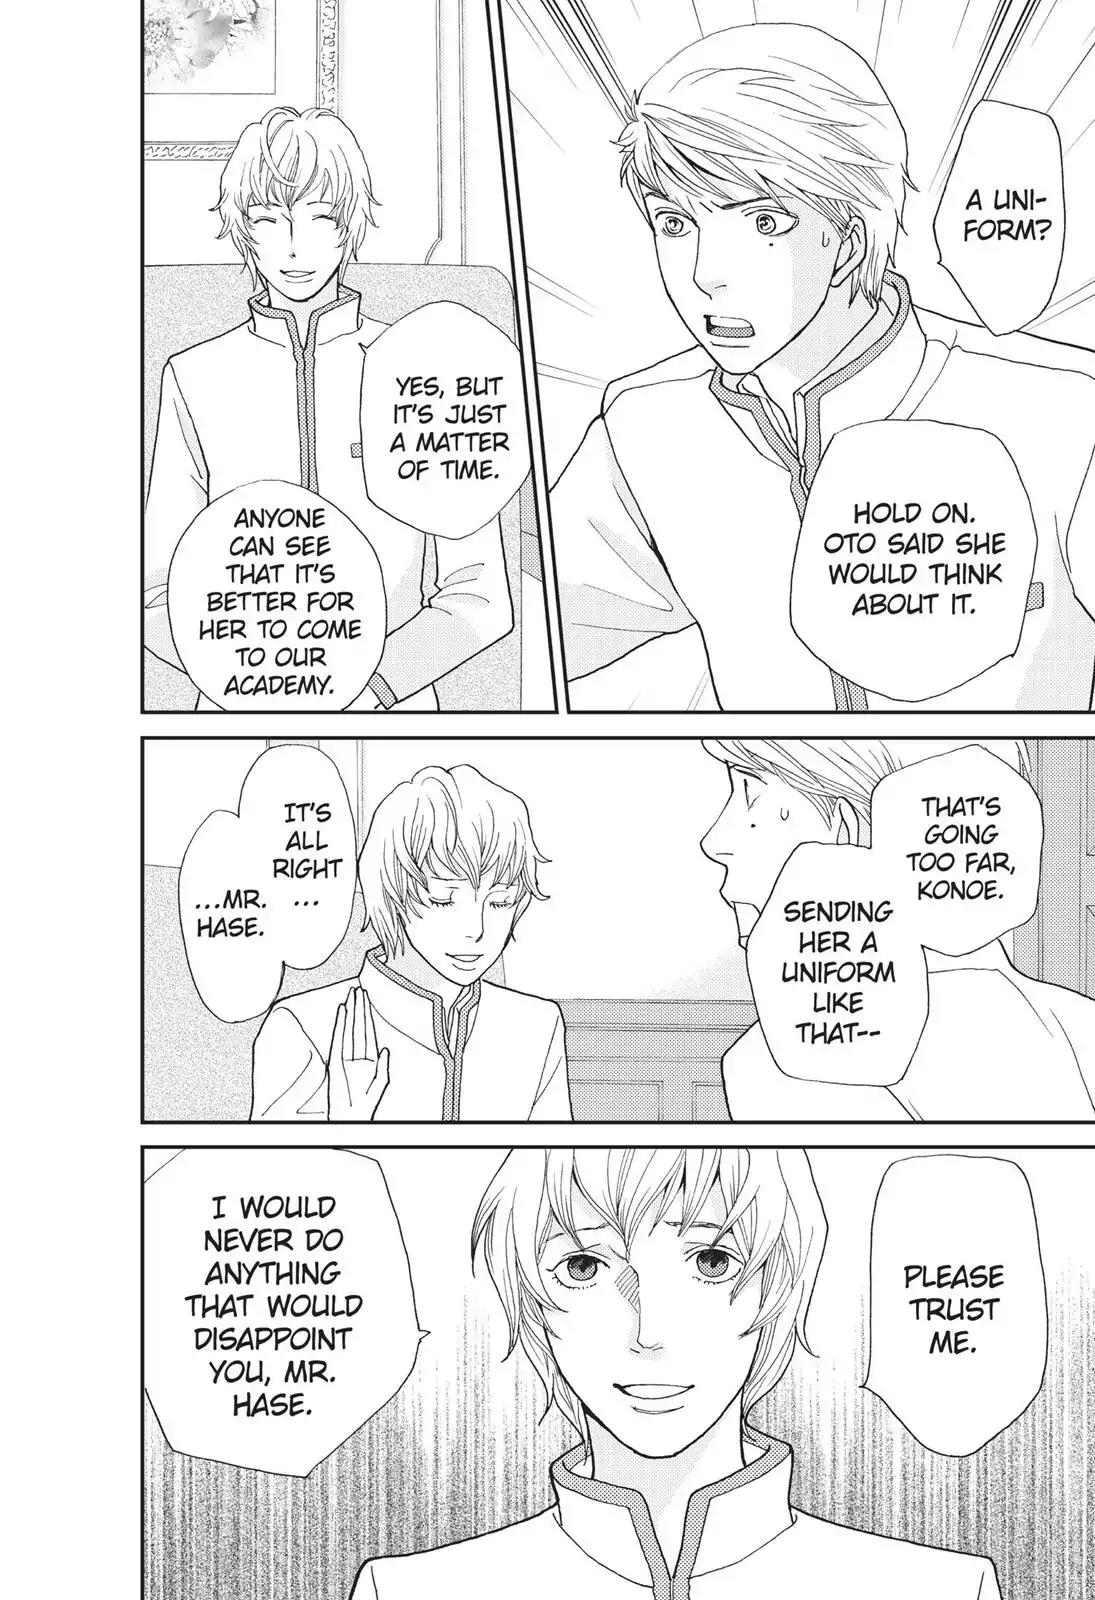 A UNI-
FORM?
HOLD ON.
OTO SAID SHE
WOULD THINK
ABOUT IT.
YES, BUT
IT'S JUST
A MATTER
OF TIME.
ANYONE
CAN SEE
THAT IT'S
BETTER FOR
HER TO COME
TO OUR
ACADEMY.
THAT'S
GOING
TOO FAR,
KONOE.
SENDING
HER A
UNIFORM
LIKE
THAT--
IT'S
ALL
RIGHT
...
...MR.
HASE.
PLEASE
TRUST
ME.
I WOULD
NEVER DO
ANYTHING
THAT WOULD
DISAPPOINT
YOU, MR.
HASE.